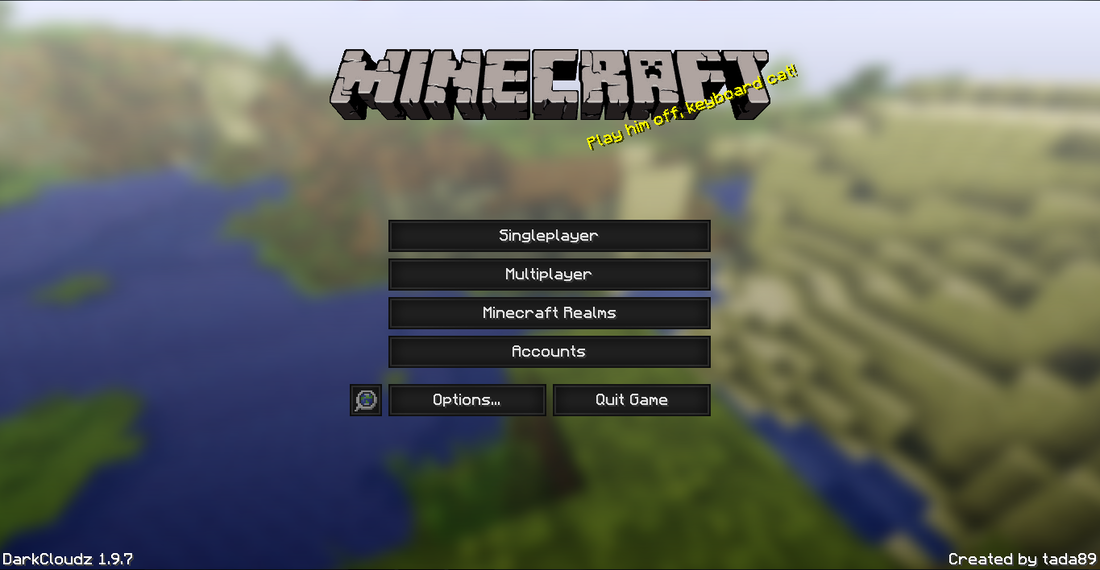 MINECRAFT
Play him off, keyboard cat!
Singleplayer
Multiplayer
Minecraft Realms
Accounts
Options...
Quit Game
DarkCloudz 1.9.7
Created by tada89